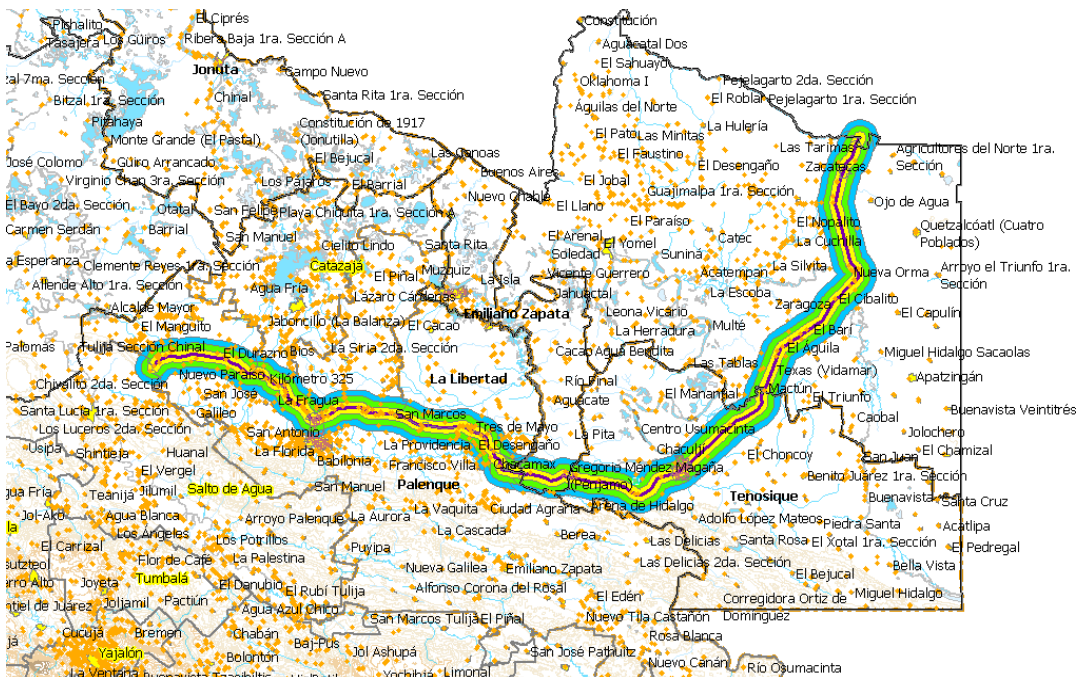 El Ciprés
Pichalito
Constitución
Tasajera Los Güiros
Ribera Baja 1ra. Sección A
Aguacatal Dos
El Sahuayo
Jonuta
Campo Nuevo
zal 7ma. Sección
Oklahoma I
Pejelagarto 2da. Sección
Bitzal 1ra. Sección
Chinal
Santa Rita 1ra. Sección
El Roblar Pejelagarto 1ra. Sección
Águilas del Norte
Pitahaya
Constitución de 1917
(Jonutilla)
La Hulería
El Pato Las Minitas
Monte Grande (El Pastal)
Las Tarimas
Agricultores del Norte 1ra.
Sección
José Colomo
Güiro Arrancado
El Bejucal
Las Canoas
El Faustino
El Desengaño
Zaratecas
Virginio Chan 3ra. Sección
Los Pájaros
El Barrial
Buenos Aires
El Jobal
Guajimalpa 1ra. Sección
Nuevo Chablé
El Bayo 2da. Sección
Otatal
San Felipe Playa Chiquita 1ra. Sección A
El Llano
Ojo de Agua
Carmen Serdán
Barrial
San Manuel
El Paraíso
El Nopalito
Quetzalcóatl (Cuatro
Poblados)
Cielito Lindo
Santa Rita
El Arenal
El Yomel
Catec
La Cuchilla
a Esperanza
Clemente Reyes 1ra. Sección
Catazajá
Muzquiz
Soledad
Suniná
La Silvita
Allende Alto 1ra. Sección
Agua Fría
El Piñal
La Isla
Vicente Guerrero
Acatempan
Nueva Orma
Arroyo el Triunfo 1ra.
Sección
Lázaro Cárdenas
Jahuactal
La Escoba
Alcalde Mayor
Emiliano Zapata
Leona Vicario
Zaragoza
El Cibalito
El Manguito
Jaboncillo (La Balanza)
El Cacao
La Herradura
Multé
El Barí
El Capulín
Palomas
Tulijá Sección Chinal
El Durazno
Bios
La Siria 2da. Sección
Cacao
Agua Bendita
Las Tablas
El Águila
Miguel Hidalgo Sacaolas
Nuevo Paraíso
Kilómetro 325
La Libertad
Río Final
Texas (Vidamar)
Apatzingán
Chivalito 2da. Sección
San José
La Fragua
Aguacate
El Manantial
Mactún
El Triunfo
Santa Lucía 1ra. Sección
Galileo
San Marcos
Caobal
Buenavista Veintitrés
Los Luceros 2da. Sección
San Antonio
Tres de Mayo
La Pita
Centro Usumacinta
Jolochero
Usipa
Shintieja
Huanal
La Florida
La Providencia
El Desengaño
Chaculjí
El Choncoy
San Juan
El Chamizal
Babilonia
Francisco Villa
Chacamax
Gregorio Méndez Magaña
Benito Juárez 1ra. Sección
El Vergel
San Manuel
Palenque
(Penjamo)
Tenosique
gua Fría
Teanijá
Jilumil
Salto de Agua
La Vaquita
Ciudad Agraria
Arena de Hidalgo
Buenavista
Santa Cruz
Jol-Ako
Agua Blanca
Arroyo Palenque
La Aurora
Adolfo López Mateos
Piedra Santa
Acatlipa
Los Angeles
Los Potrillos
La Cascada
Berea
Las Delicias
Santa Rosa
El Xotal 1ra. Sección
El Pedregal
El Carrizal
Flor de Café
La Palestina
Puyipa
Las Delicias 2da. Sección
Bella Vista
Joyeta
Tumbalá
El Danubio
Nueva Galilea
Emiliano Zapata
El Bejucal
El Rubí Tulija
Alfonso Corona del Rosal
El Edén
Corregidora Ortiz de
Dominguez
Miguel Hidalgo
ntiel de Juárez
Joljamil
Pactiún
Agua Azul Chico
San Marcos Tulijá
El Piñal
Nuevo Tila
Castañón
Cucujá
Bremen
Chabán
Rosa Blanca
Yajalón
Baj-Pus
Jol Ashupá
San José Pathuitz
Bolonton
Nuevo Canán
Río Osumacinta
La Ventana
Yochibjá
Limonal